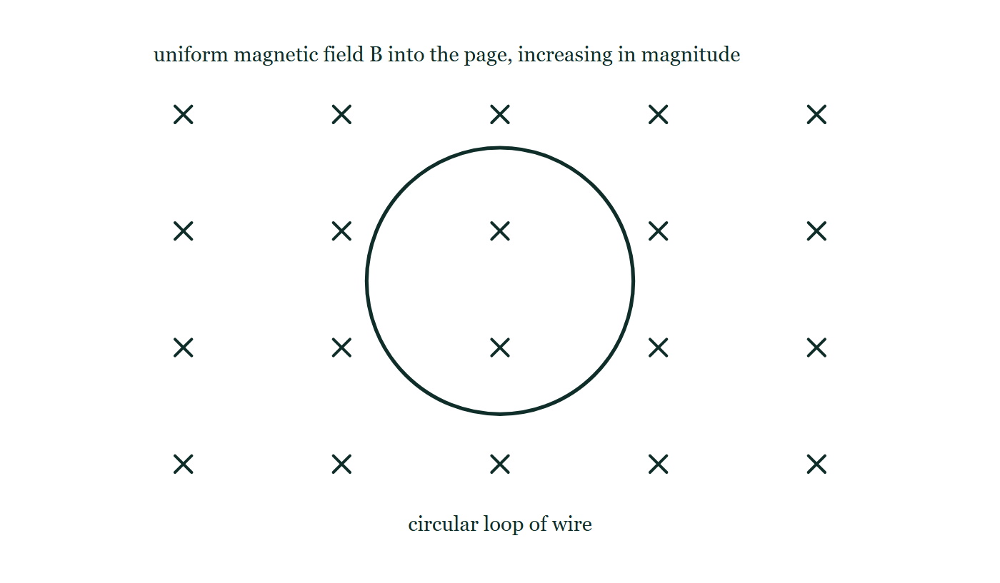 uniform magnetic field B into the page, increasing in magnitude
circular loop of wire